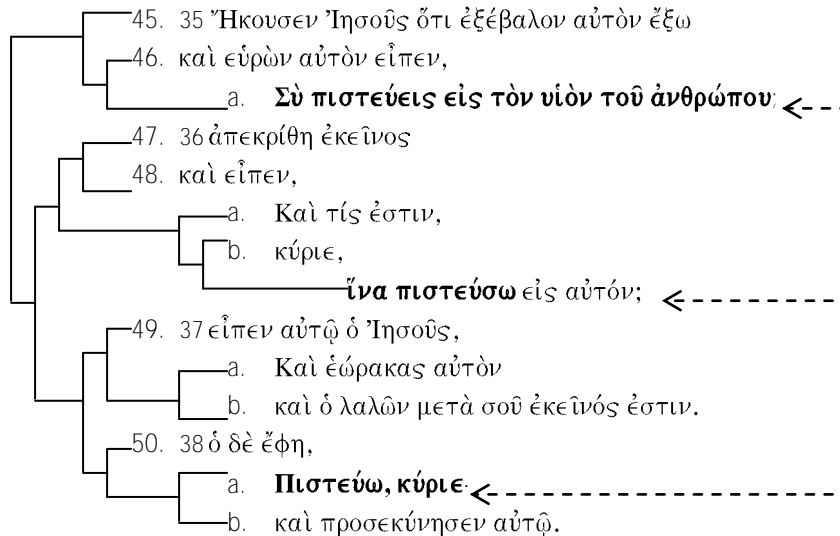 45. 35 Ἤκουσεν Ἰησοῦς ὅτι ἐξέβαλον αὐτὸν ἔξω
46. καὶ εὑρὼν αὐτὸν εἶπεν,
a. Σὺ πιστεύεις εἰς τὸν υἱὸν τοῦ ἀνθρώπου;
47. 36 ἀπεκρίθη ἐκεῖνος
48. καὶ εἶπεν,
a. Καὶ τίς ἐστιν,
b. κύριε,
ἵνα πιστεύσω εἰς αὐτόν;
49. 37 εἶπεν αὐτῷ ὁ Ἰησοῦς,
a. Καὶ ἑώρακας αὐτὸν
b. καὶ ὁ λαλῶν μετὰ σοῦ ἐκεῖνός ἐστιν.
50. 38 ὁ δὲ ἔφη,
a. Πιστεύω, κύριε·
b. καὶ προσεκύνησεν αὐτῷ.